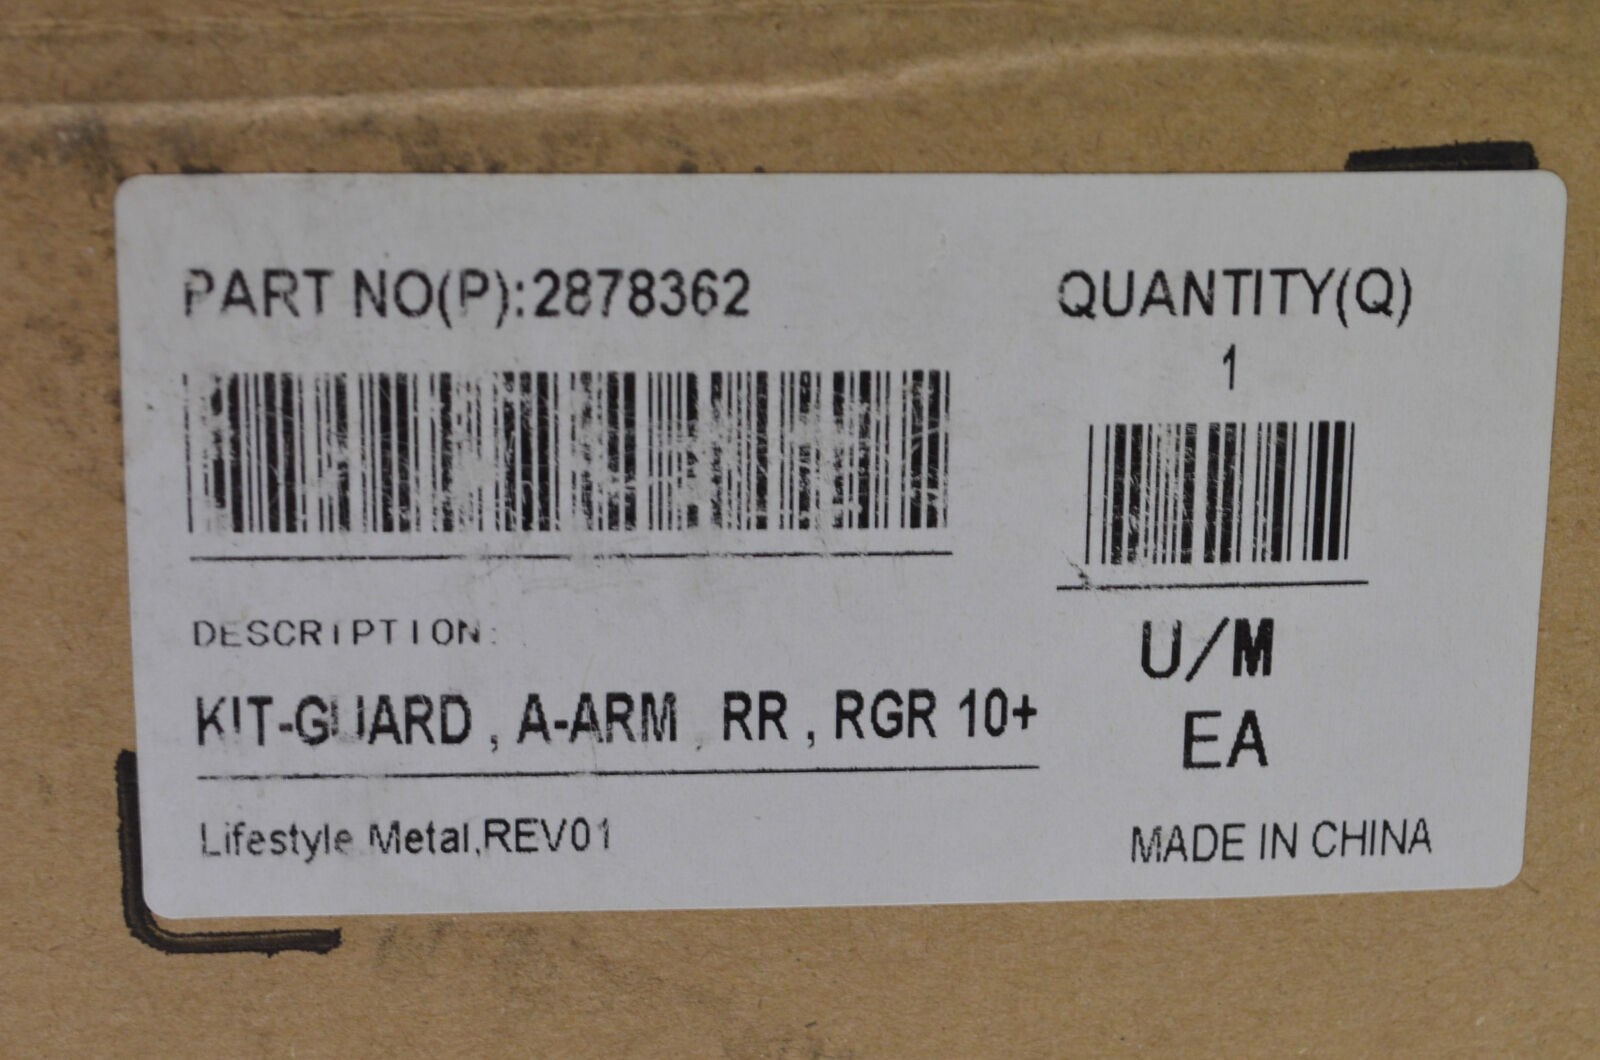 PART NO(P):2878362
QUANTITY(Q)
1
DESCRIPTION:
KIT-GUARD, A-ARM, RR, RGR 10+
U/M
EA
Lifestyle Metal,REV01
MADE IN CHINA